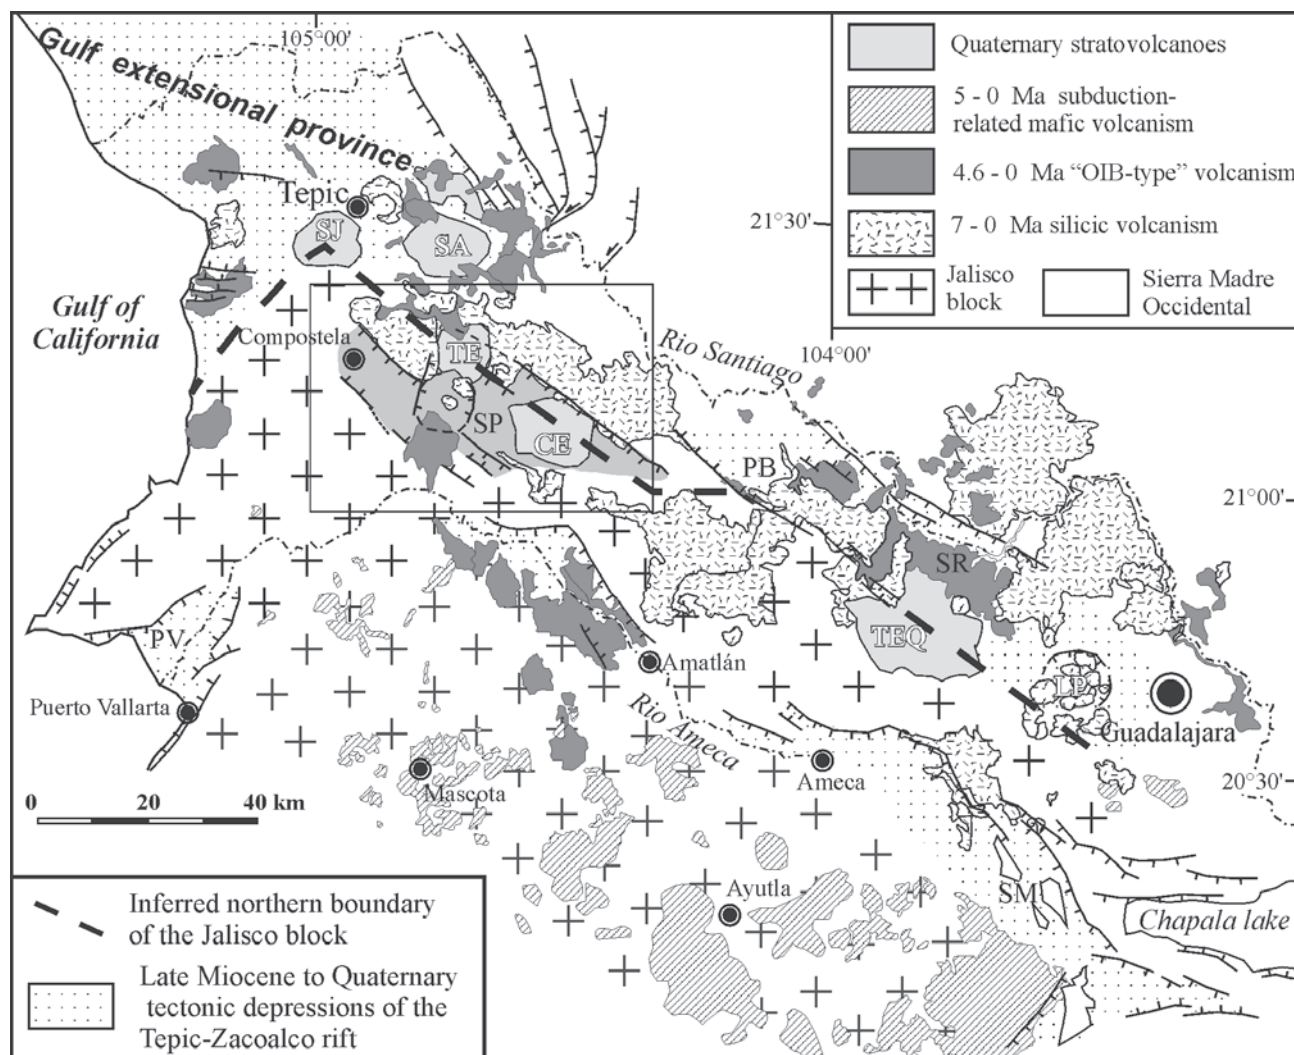 105°00'
Gulf extensional province
Quaternary stratovolcanoes
5 - 0 Ma subduction-
related mafic volcanism
4.6 - 0 Ma "OIB-type" volcanism
7 - 0 Ma silicic volcanism
Jalisco
block
Sierra Madre
Occidental
Tepic
SJ
SA
21°30'
Gulf of
California
Compostela
TE
Rio Santiago
104°00'
SP
CE
PB
21°00'
SR
PV
TEQ
Amatlán
LP
Puerto Vallarta
Rio Ameca
Guadalajara
Mascota
Ameca
20°30'
0 20 40 km
Ayutla
SM
Chapala lake
Inferred northern boundary
of the Jalisco block
Late Miocene to Quaternary
tectonic depressions of the
Tepic-Zacoalco rift